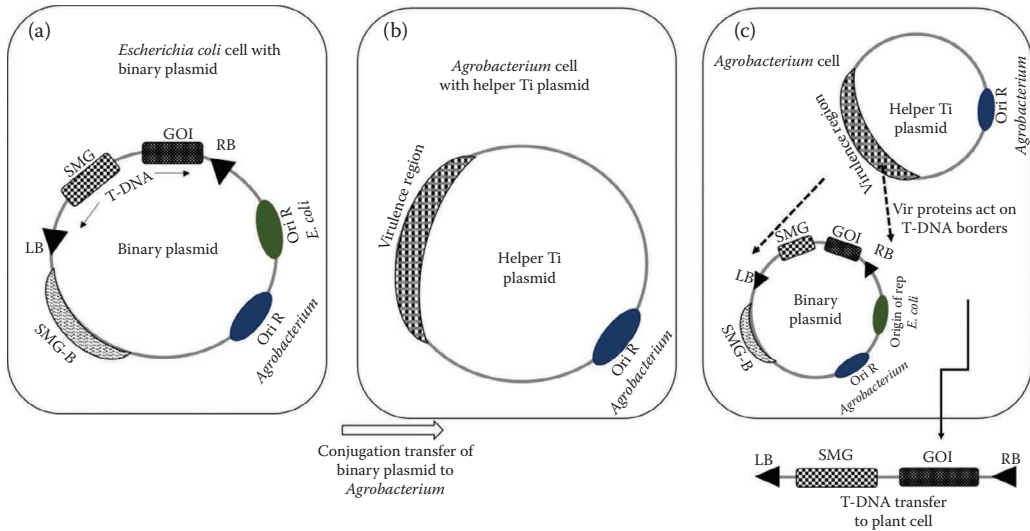 (a)
Escherichia coli cell with
binary plasmid
SMG
GOI
RB
T-DNA
LB
Binary plasmid
Ori R
E. coli
SMG-B
Ori R
Agrobacterium
(b)
Agrobacterium cell
with helper Ti plasmid
Virulence region
Helper Ti
plasmid
Ori R
Agrobacterium
Conjugation transfer of
binary plasmid to
Agrobacterium
(c)
Agrobacterium cell
Helper Ti
plasmid
Virulence region
Ori R
Agrobacterium
Vir proteins act on
T-DNA borders
SMG
GOI
RB
LB
Binary
plasmid
Origin of rep
E. coli
SMG-B
Ori R
Agrobacterium
LB
SMG
GOI
RB
T-DNA transfer
to plant cell